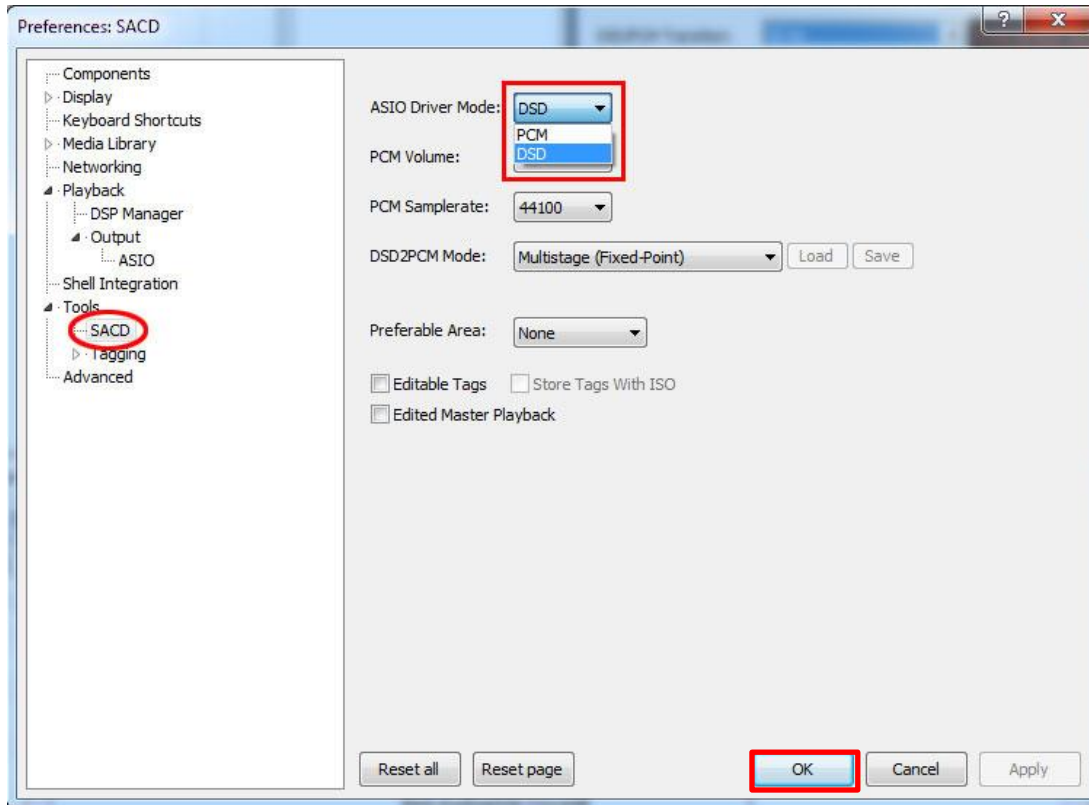 Preferences: SACD
Components
Display
Keyboard Shortcuts
Media Library
Networking
Playback
DSP Manager
Output
ASIO
Shell Integration
Tools
SACD
Tagging
Advanced
ASIO Driver Mode: DSD
PCM
DSD
PCM Volume:
PCM Samplerate: 44100
DSD2PCM Mode: Multistage (Fixed-Point) Load Save
Preferable Area: None
Editable Tags Store Tags With ISO
Edited Master Playback
Reset all Reset page OK Cancel Apply